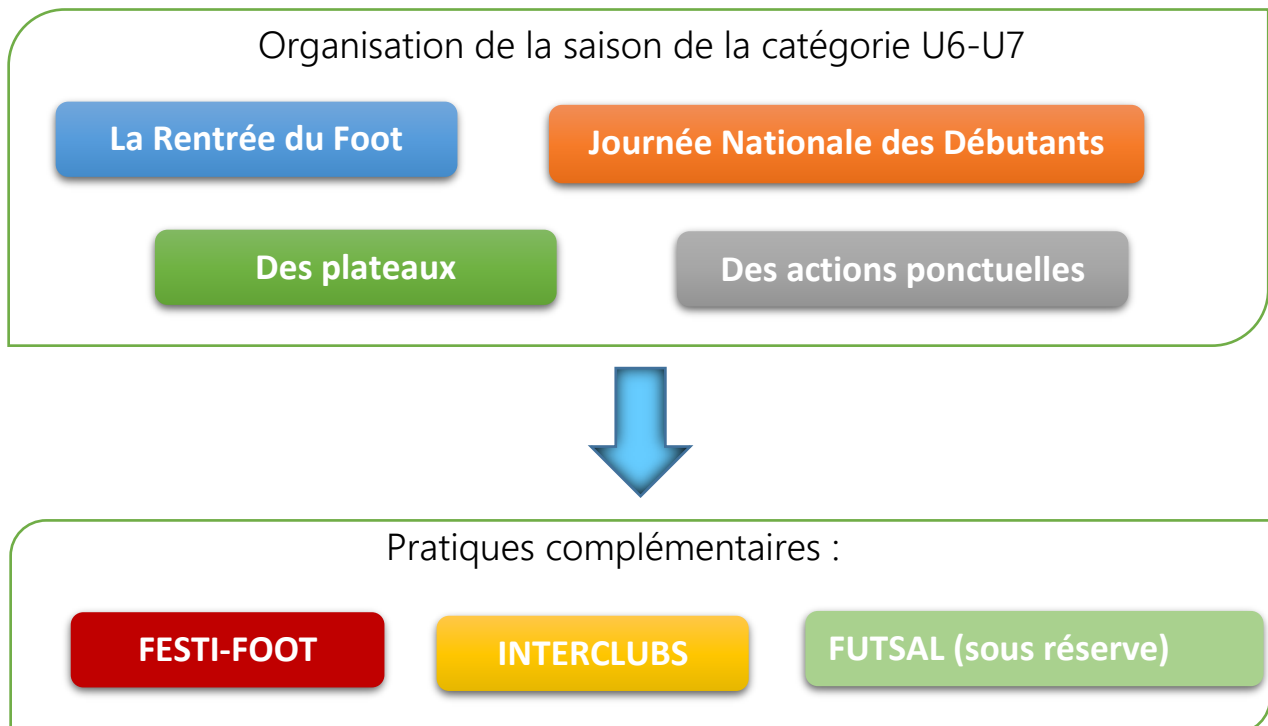 Organisation de la saison de la catégorie U6-U7
La Rentrée du Foot
Journée Nationale des Débutants
Des plateaux
Des actions ponctuelles
Pratiques complémentaires :
FESTI-FOOT
INTERCLUBS
FUTSAL (sous réserve)